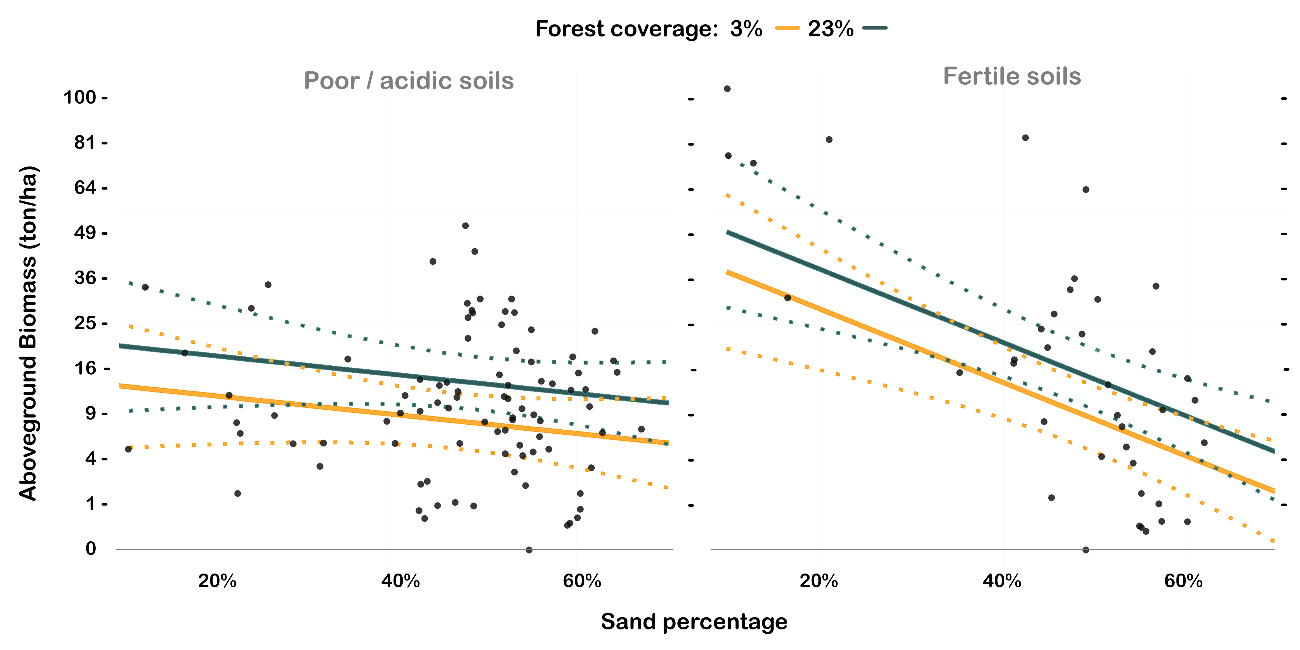 Forest coverage: 3% 23%
Poor / acidic soils
Fertile soils
Aboveground Biomass (ton/ha)
100
81
64
49
36
25
16
9
4
1
0
20% 40% 60%
20% 40% 60%
Sand percentage